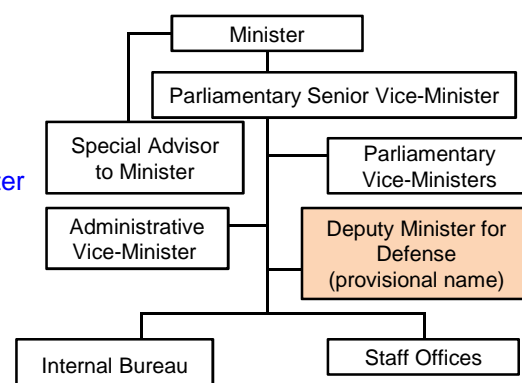 Minister
Parliamentary Senior Vice-Minister
Special Advisor
to Minister
Parliamentary
Vice-Ministers
Administrative
Vice-Minister
Deputy Minister for
Defense
(provisional name)
Internal Bureau
Staff Offices